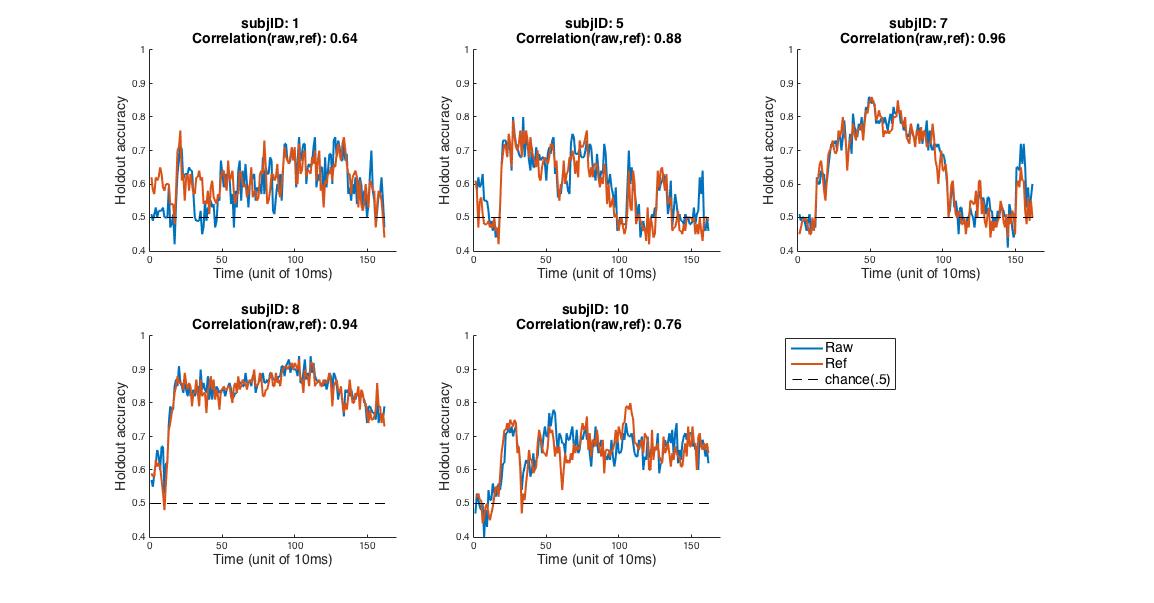 subjID: 1
Correlation(raw,ref): 0.64
Holdout accuracy
1
0.9
0.8
0.7
0.6
0.5
0.4
0
50
100
150
Time (unit of 10ms)
subjID: 5
Correlation(raw,ref): 0.88
Holdout accuracy
1
0.9
0.8
0.7
0.6
0.5
0.4
0
50
100
150
Time (unit of 10ms)
subjID: 7
Correlation(raw,ref): 0.96
Holdout accuracy
1
0.9
0.8
0.7
0.6
0.5
0.4
0
50
100
150
Time (unit of 10ms)
subjID: 8
Correlation(raw,ref): 0.94
Holdout accuracy
1
0.9
0.8
0.7
0.6
0.5
0.4
0
50
100
150
Time (unit of 10ms)
subjID: 10
Correlation(raw,ref): 0.76
Holdout accuracy
1
0.9
0.8
0.7
0.6
0.5
0.4
0
50
100
150
Time (unit of 10ms)
Raw
Ref
chance(.5)